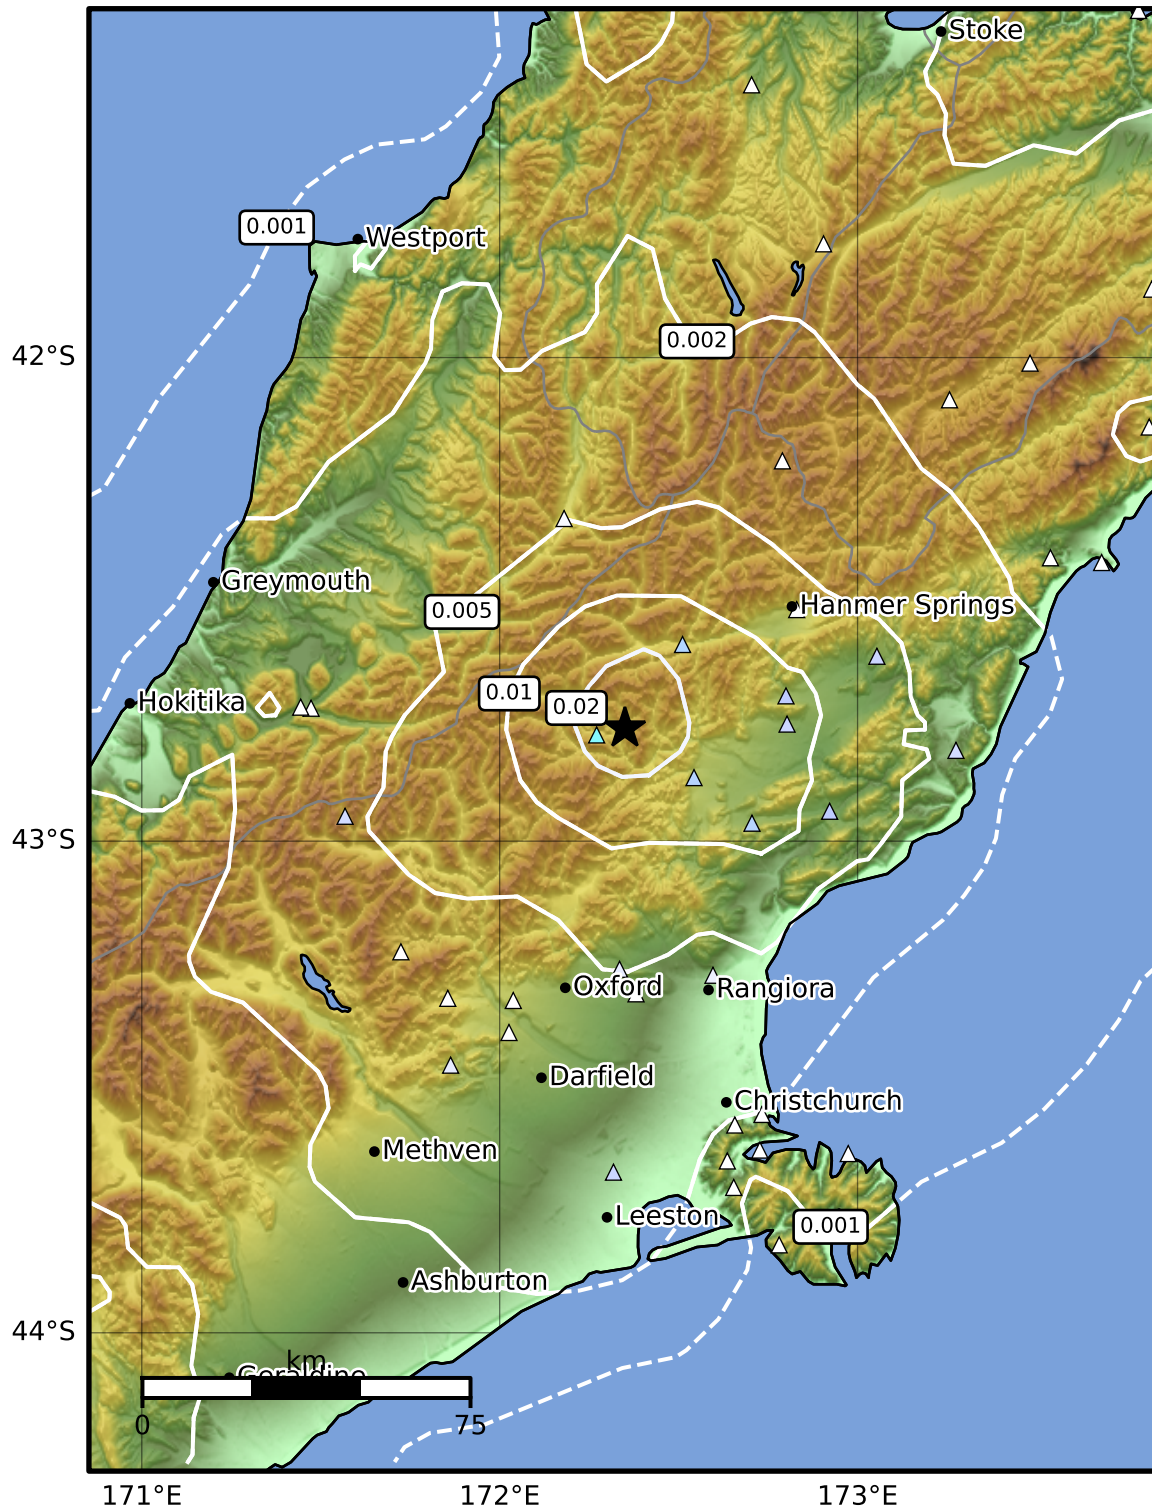 Stoke
0.001
Westport
0.002
42°S
Greymouth
0.005
Hanmer Springs
0.01
0.02
Hokitika
43°S
Oxford
Rangiora
Darfield
Christchurch
Methven
Leeston
0.001
Ashburton
44°S
km
Geraldine
0
75
171°E
172°E
173°E